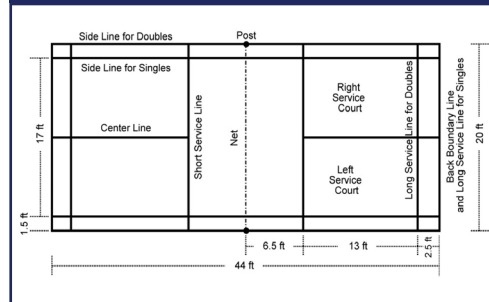 Side Line for Doubles
Post
Side Line for Singles
Center Line
Short Service Line
Net
Right
Service
Court
Left
Service
Court
Long Service Line for Doubles
Back Boundary Line
and Long Service Line for Singles
17 ft
20 ft
1.5 ft
6.5 ft
13 ft
2.5 ft
44 ft